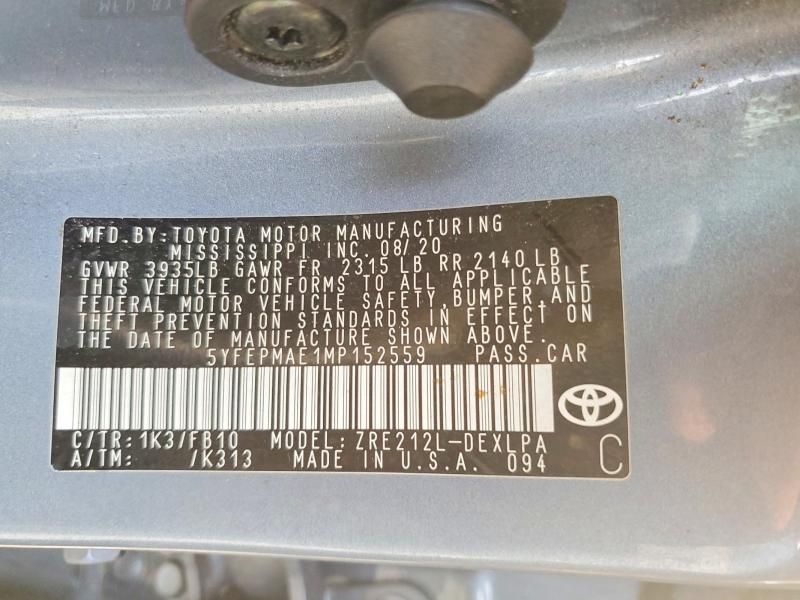 MFD.BY:TOYOTA MOTOR MANUFACTURING
MISSISSIPPI INC. 08/20
GVWR 3935LB GAWR FR 2315 LB RR 2140 LB
THIS VEHICLE CONFORMS TO ALL APPLICABLE
FEDERAL MOTOR VEHICLE SAFETY,BUMPER,AND
THEFT PREVENTION STANDARDS IN EFFECT ON
THE DATE OF MANUFACTURE SHOWN ABOVE.
5YFEPMAE1MP152559 PASS.CAR
C/TR:1K3/FB10 MODEL:ZRE212L-DEXLPA
A/TM: /K313 MADE IN U.S.A. 094
C